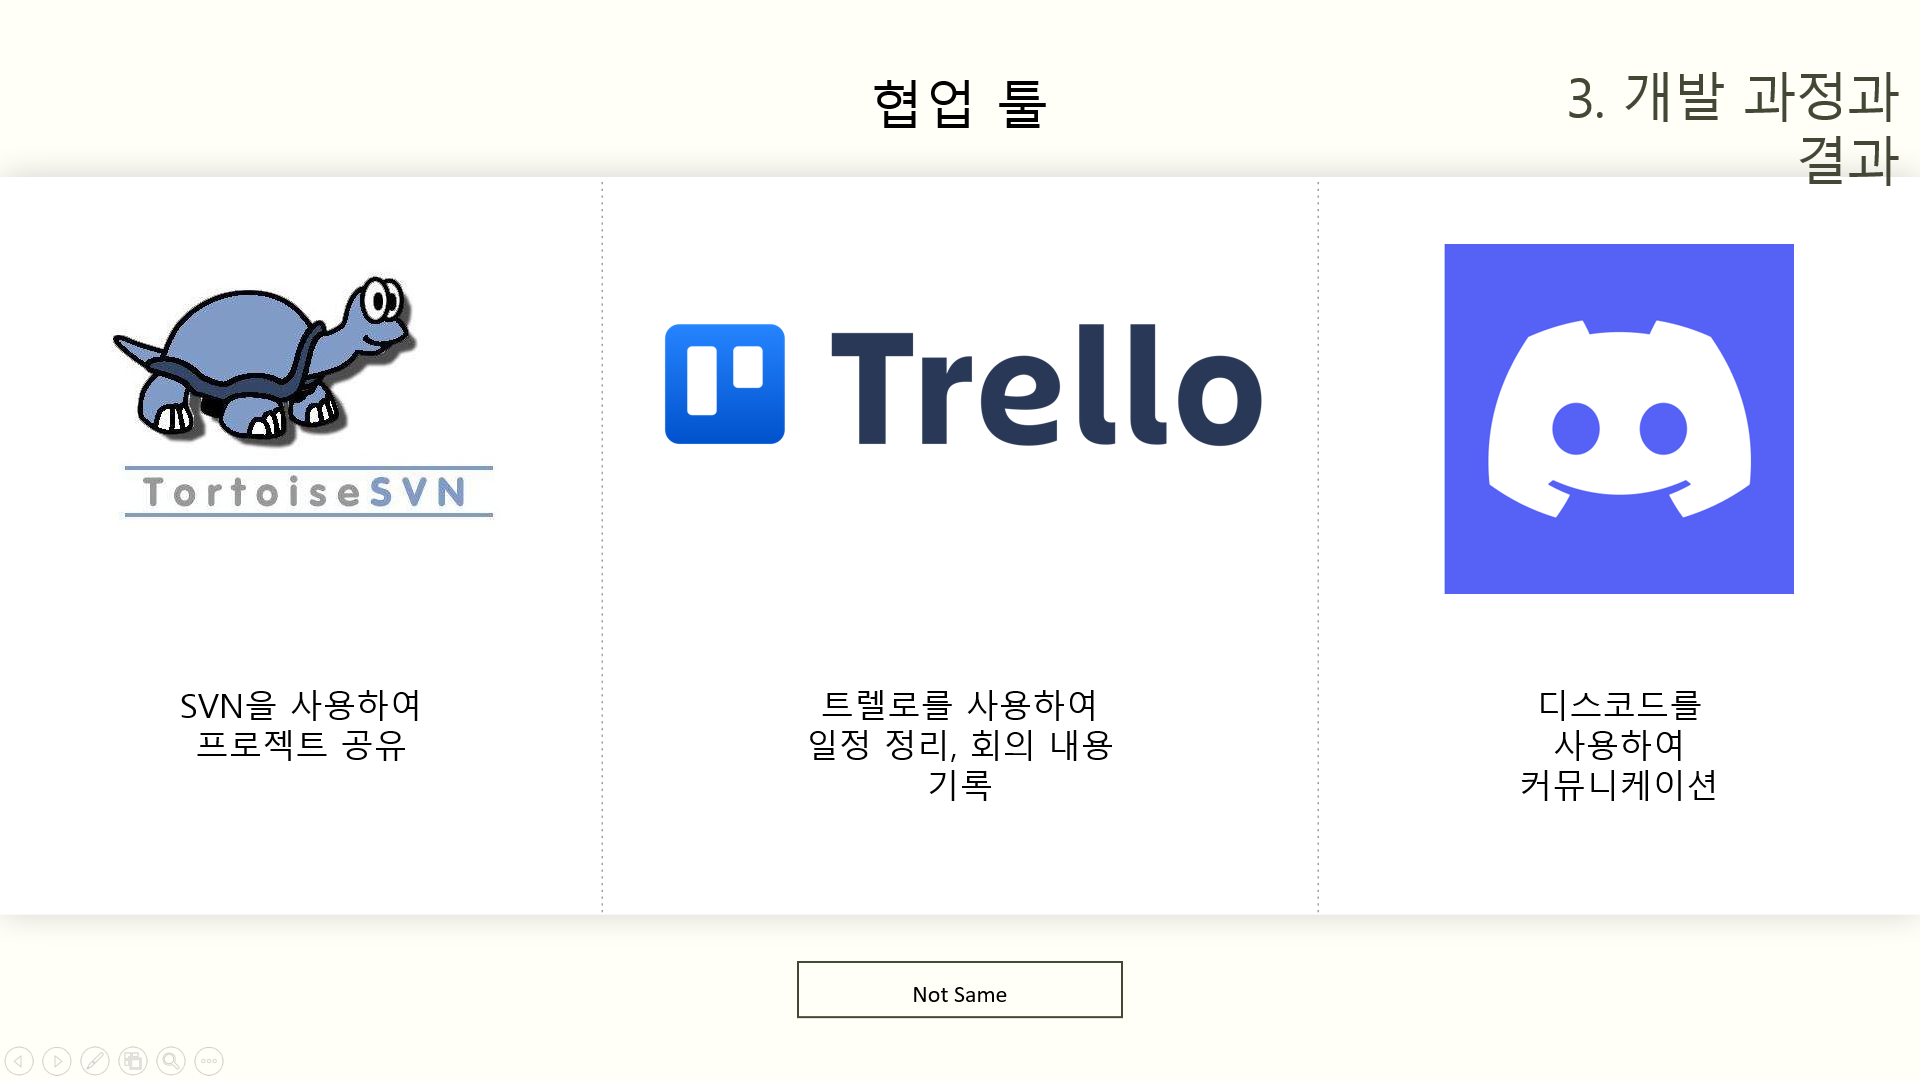 협업 툴
3. 개발 과정과
결과
TortoiseSVN
SVN을 사용하여
프로젝트 공유
Trello
트렐로를 사용하여
일정 정리, 회의 내용
기록
디스코드를
사용하여
커뮤니케이션
Not Same